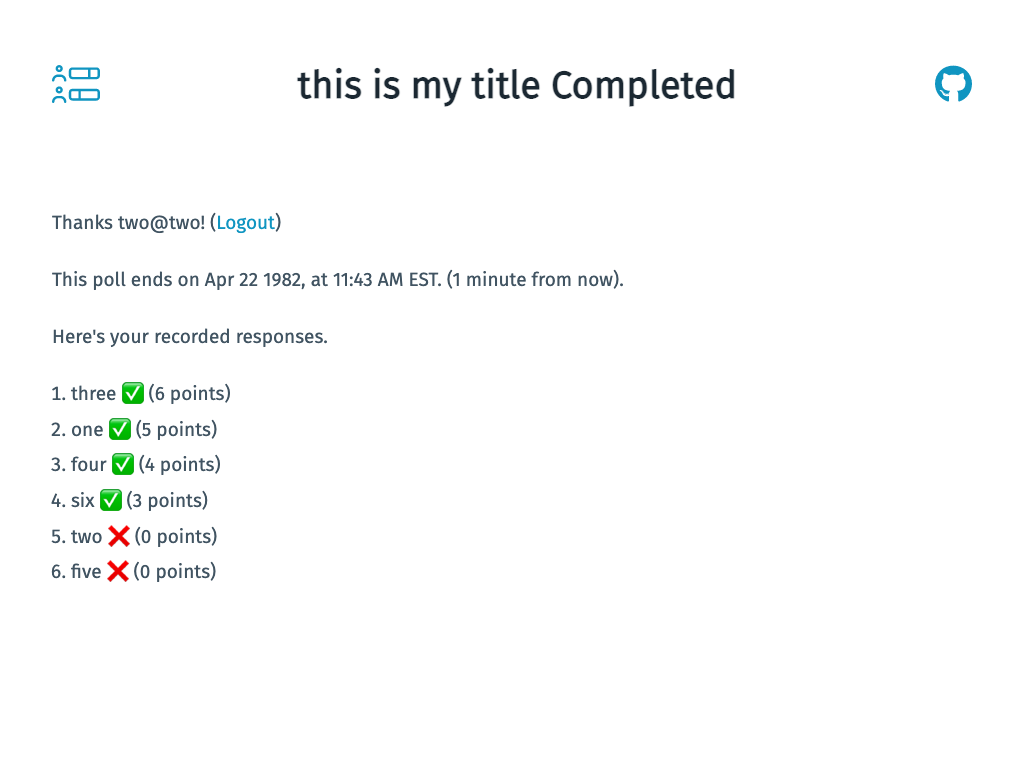 this is my title Completed
Thanks two@two! (Logout)
This poll ends on Apr 22 1982, at 11:43 AM EST. (1 minute from now).
Here's your recorded responses.
1. three ✅ (6 points)
2. one ✅ (5 points)
3. four ✅ (4 points)
4. six ✅ (3 points)
5. two ❌ (0 points)
6. five ❌ (0 points)